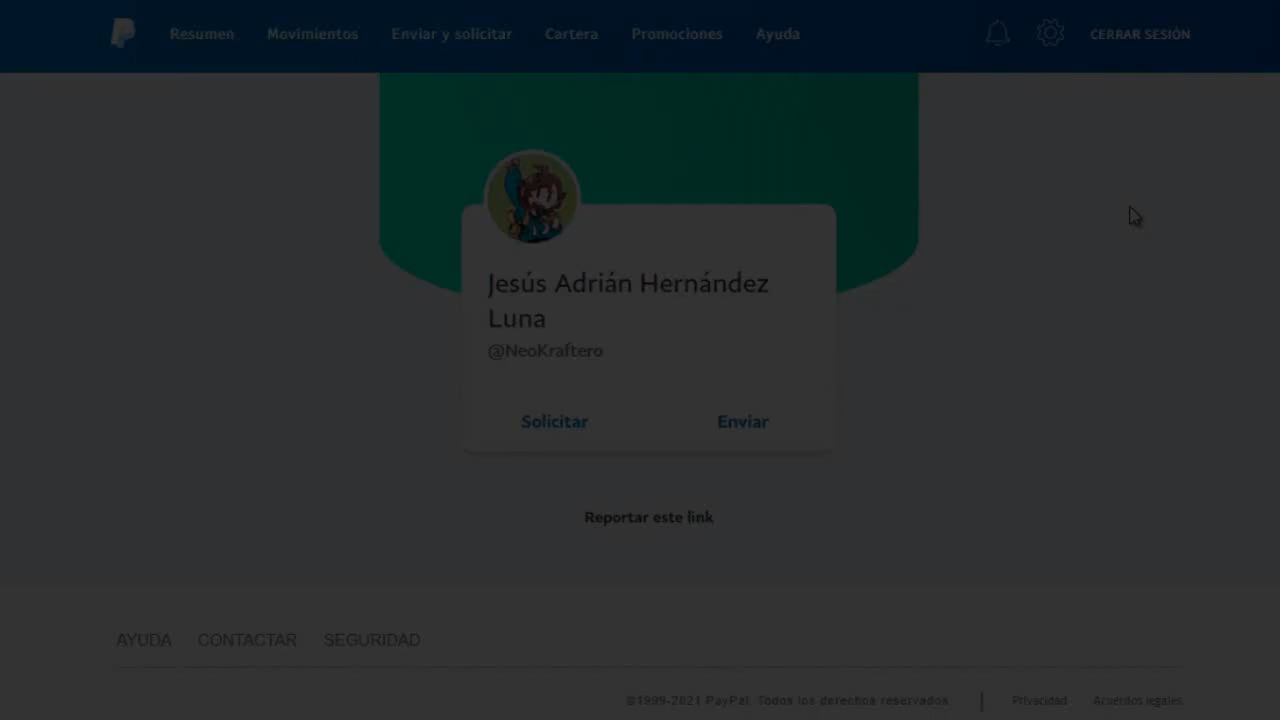 Resumen Movimientos Enviar y solicitar Cartera Promociones Ayuda CERRAR SESIÓN
Jesús Adrián Hernández
Luna
@NeoKraftero
Solicitar Enviar
Reportar este link
AYUDA CONTACTAR SEGURIDAD
©1999-2021 PayPal. Todos los derechos reservados. Privacidad Acuerdos legales